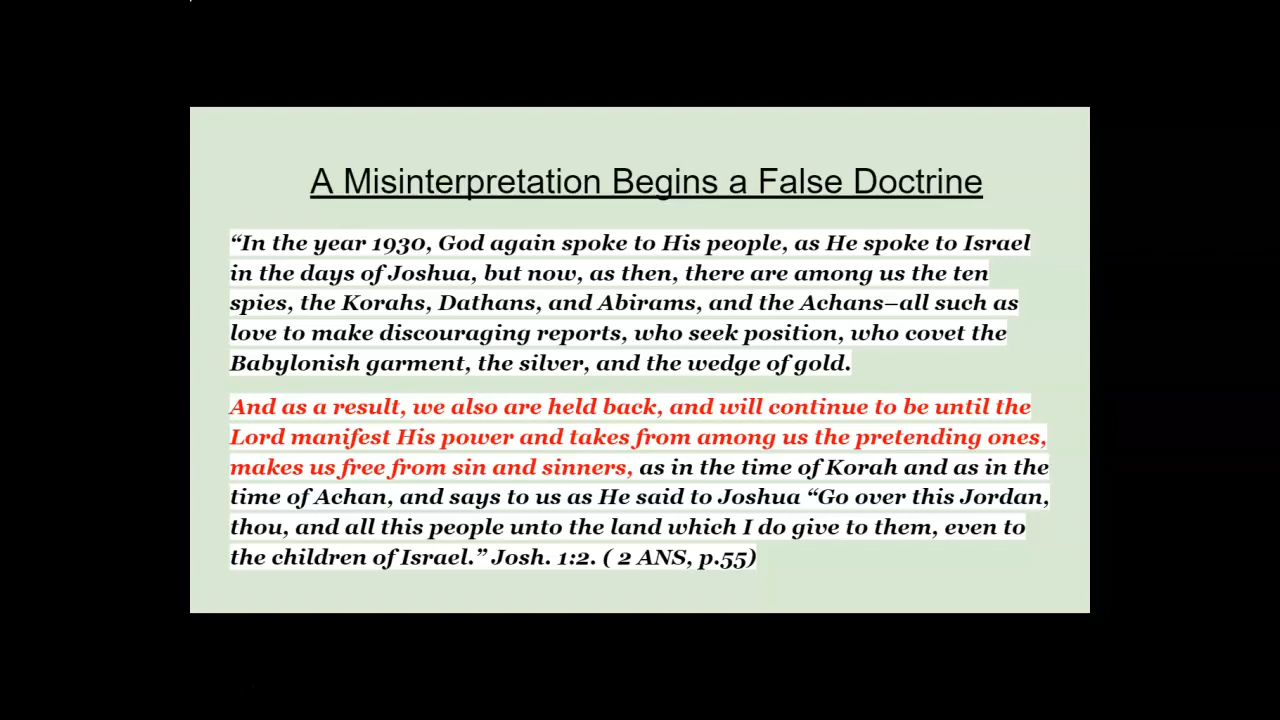 A Misinterpretation Begins a False Doctrine
“In the year 1930, God again spoke to His people, as He spoke to Israel
in the days of Joshua, but now, as then, there are among us the ten
spies, the Korahs, Dathans, and Abirams, and the Achans–all such as
love to make discouraging reports, who seek position, who covet the
Babylonish garment, the silver, and the wedge of gold.
And as a result, we also are held back, and will continue to be until the
Lord manifest His power and takes from among us the pretending ones,
makes us free from sin and sinners, as in the time of Korah and as in the
time of Achan, and says to us as He said to Joshua “Go over this Jordan,
thou, and all this people unto the land which I do give to them, even to
the children of Israel.” Josh. 1:2. ( 2 ANS, p.55)